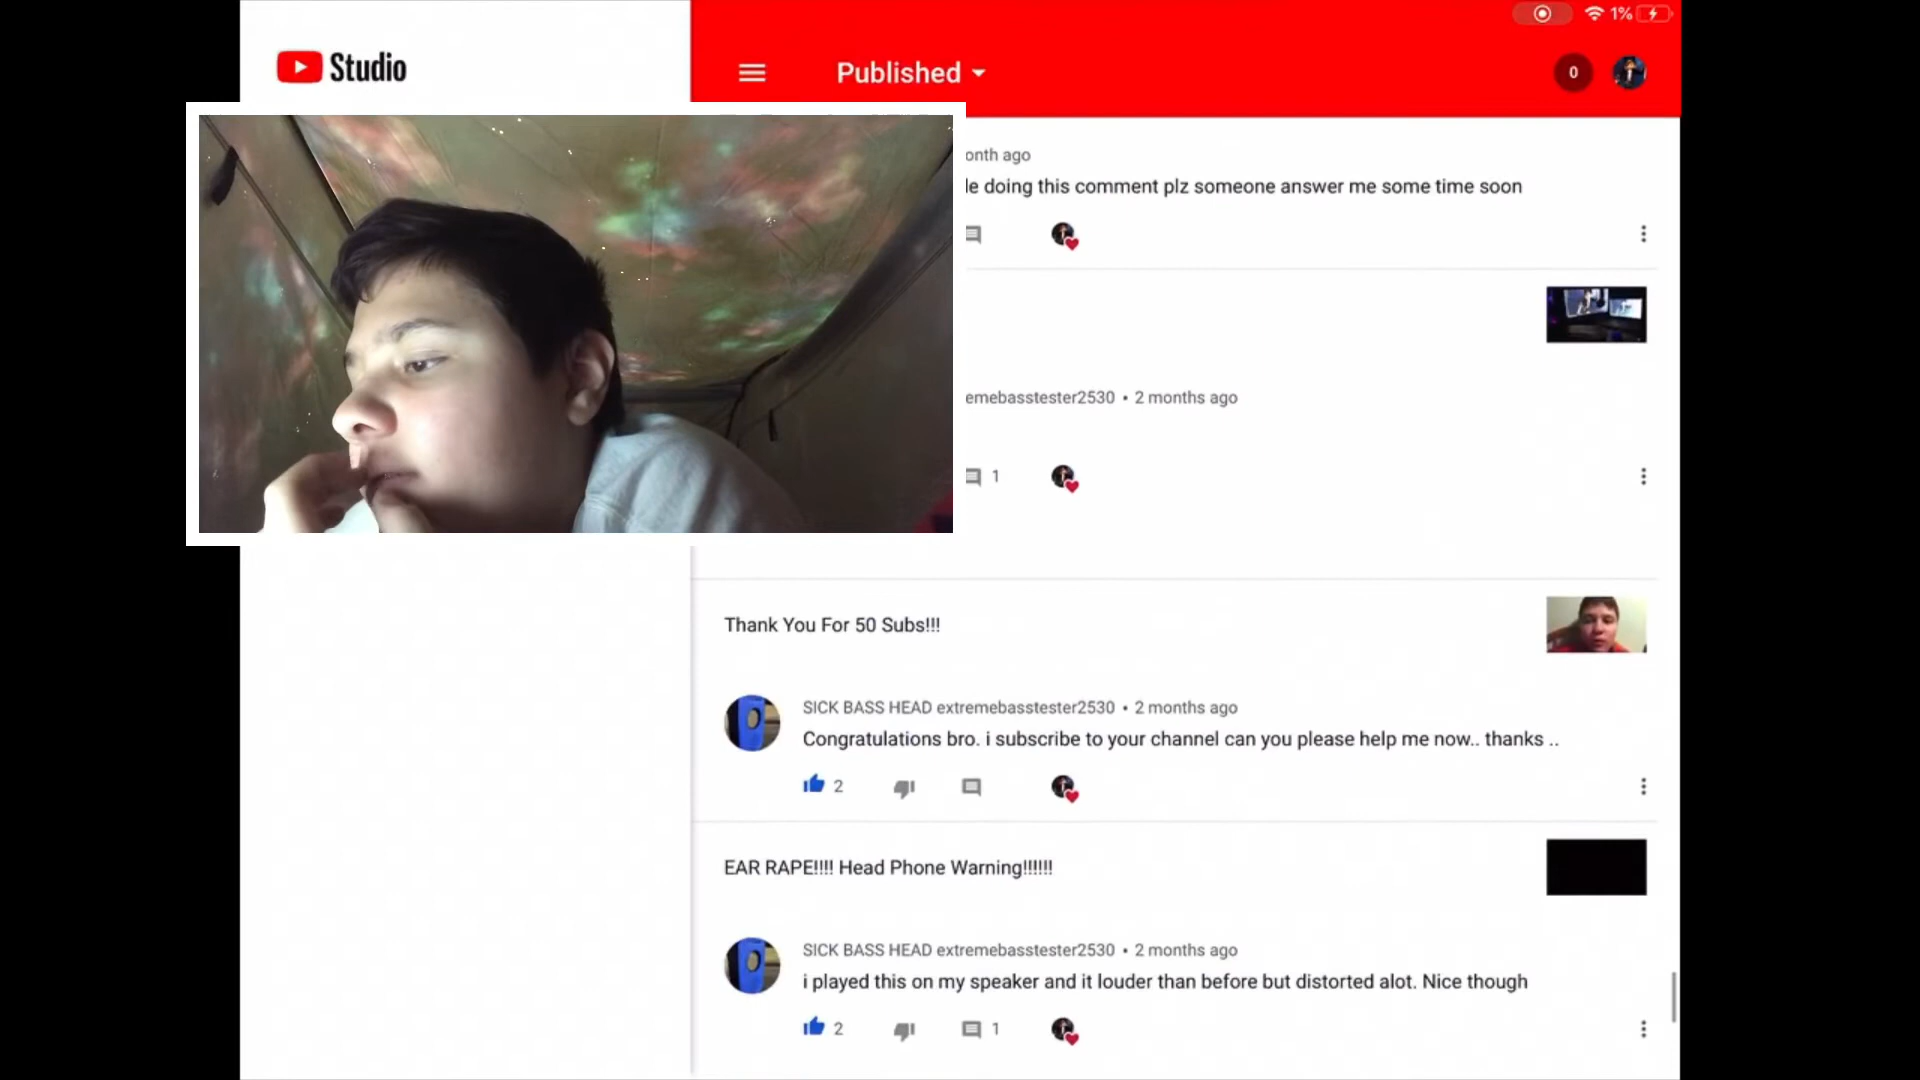 1%
Studio
Published
0
onth ago
le doing this comment plz someone answer me some time soon
emebasstester2530 • 2 months ago
1
Thank You For 50 Subs!!!
SICK BASS HEAD extremebasstester2530 • 2 months ago
Congratulations bro. i subscribe to your channel can you please help me now.. thanks ..
2
EAR RAPE!!!! Head Phone Warning!!!!!!
SICK BASS HEAD extremebasstester2530 • 2 months ago
i played this on my speaker and it louder than before but distorted alot. Nice though
2
1